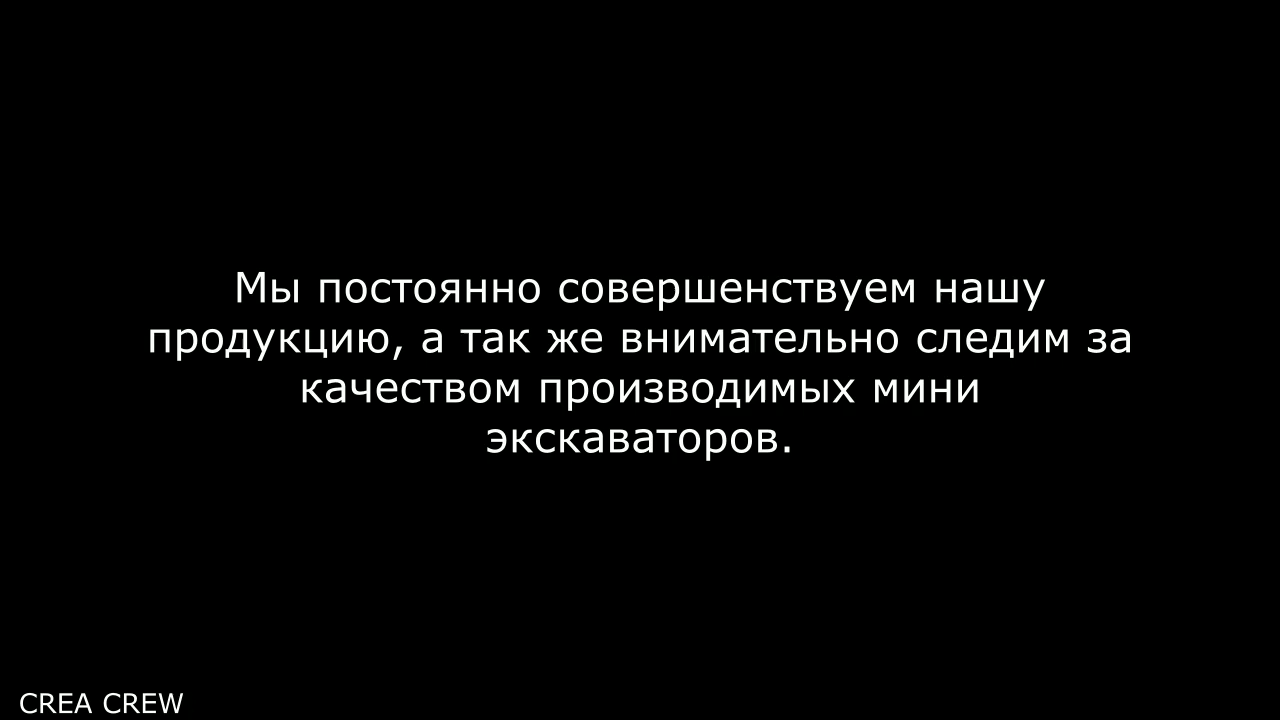 Мы постоянно совершенствуем нашу
продукцию, а так же внимательно следим за
качеством производимых мини
экскаваторов.
CREA CREW